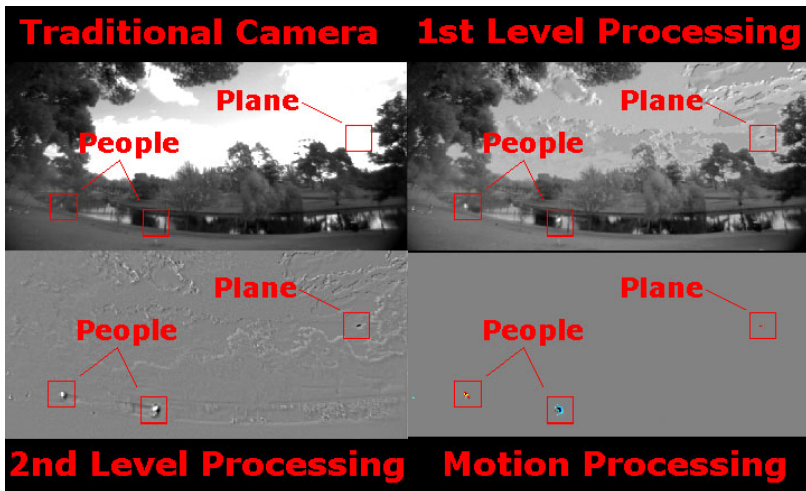 Traditional Camera
1st Level Processing
Plane
People
Plane
People
Plane
People
Plane
People
2nd Level Processing
Motion Processing